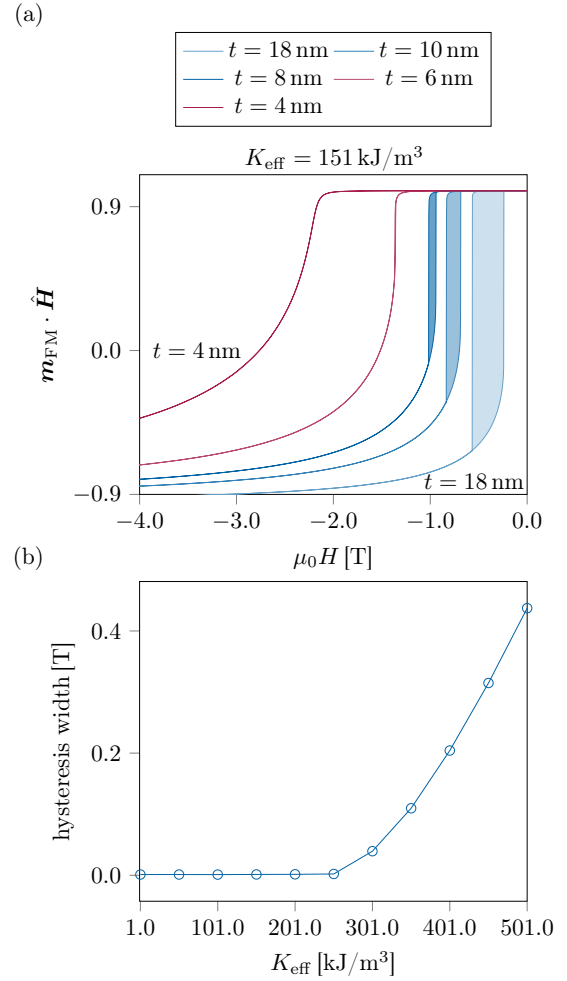 (a)
t = 18 nm t = 10 nm
t = 8 nm t = 6 nm
t = 4 nm
K_eff = 151 kJ/m³
0.9
0.0
−0.9
m_FM · Ĥ
t = 4 nm
t = 18 nm
−4.0 −3.0 −2.0 −1.0 0.0
μ₀H [T]
(b)
0.4
0.2
0.0
hysteresis width [T]
1.0 101.0 201.0 301.0 401.0 501.0
K_eff [kJ/m³]